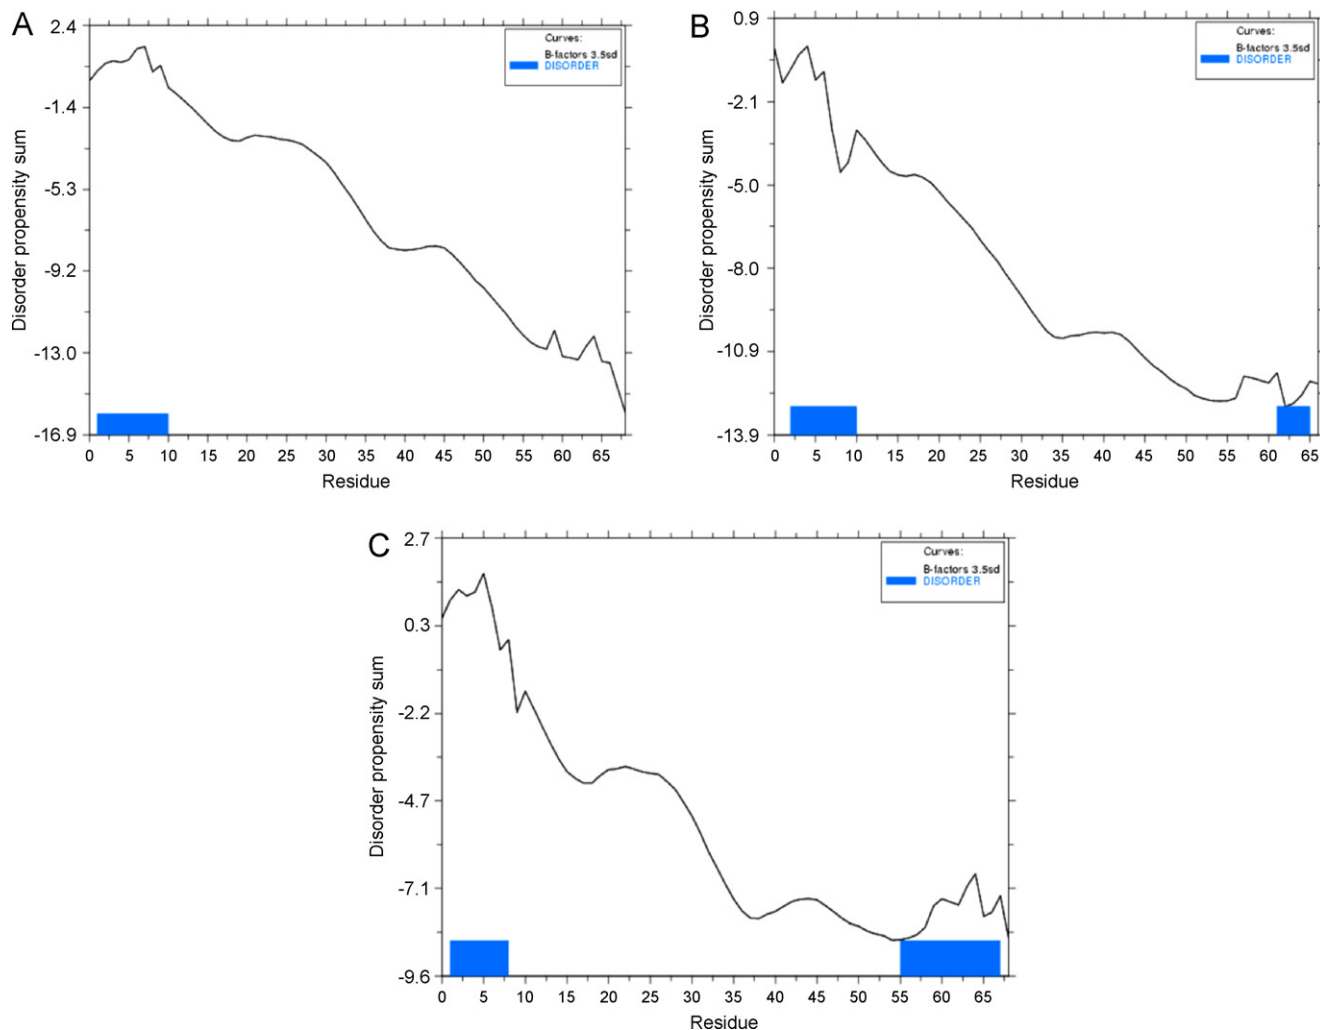 A
2.4
-1.4
-5.3
-9.2
-13.0
-16.9
Disorder propensity sum
Curves:
B-factors 3.5sd
DISORDER
0 5 10 15 20 25 30 35 40 45 50 55 60 65
Residue
B
0.9
-2.1
-5.0
-8.0
-10.9
-13.9
Disorder propensity sum
Curves:
B-factors 3.5sd
DISORDER
0 5 10 15 20 25 30 35 40 45 50 55 60 65
Residue
C
2.7
0.3
-2.2
-4.7
-7.1
-9.6
Disorder propensity sum
Curves:
B-factors 3.5sd
DISORDER
0 5 10 15 20 25 30 35 40 45 50 55 60 65
Residue